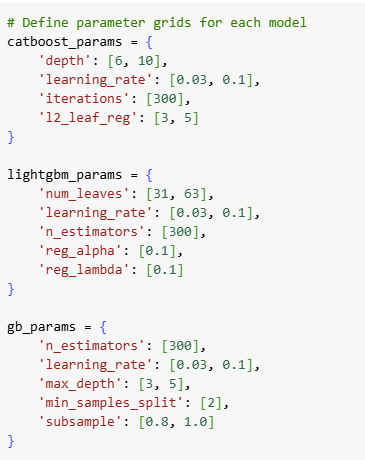 # Define parameter grids for each model
catboost_params = {
    'depth': [6, 10],
    'learning_rate': [0.03, 0.1],
    'iterations': [300],
    'l2_leaf_reg': [3, 5]
}

lightgbm_params = {
    'num_leaves': [31, 63],
    'learning_rate': [0.03, 0.1],
    'n_estimators': [300],
    'reg_alpha': [0.1],
    'reg_lambda': [0.1]
}

gb_params = {
    'n_estimators': [300],
    'learning_rate': [0.03, 0.1],
    'max_depth': [3, 5],
    'min_samples_split': [2],
    'subsample': [0.8, 1.0]
}